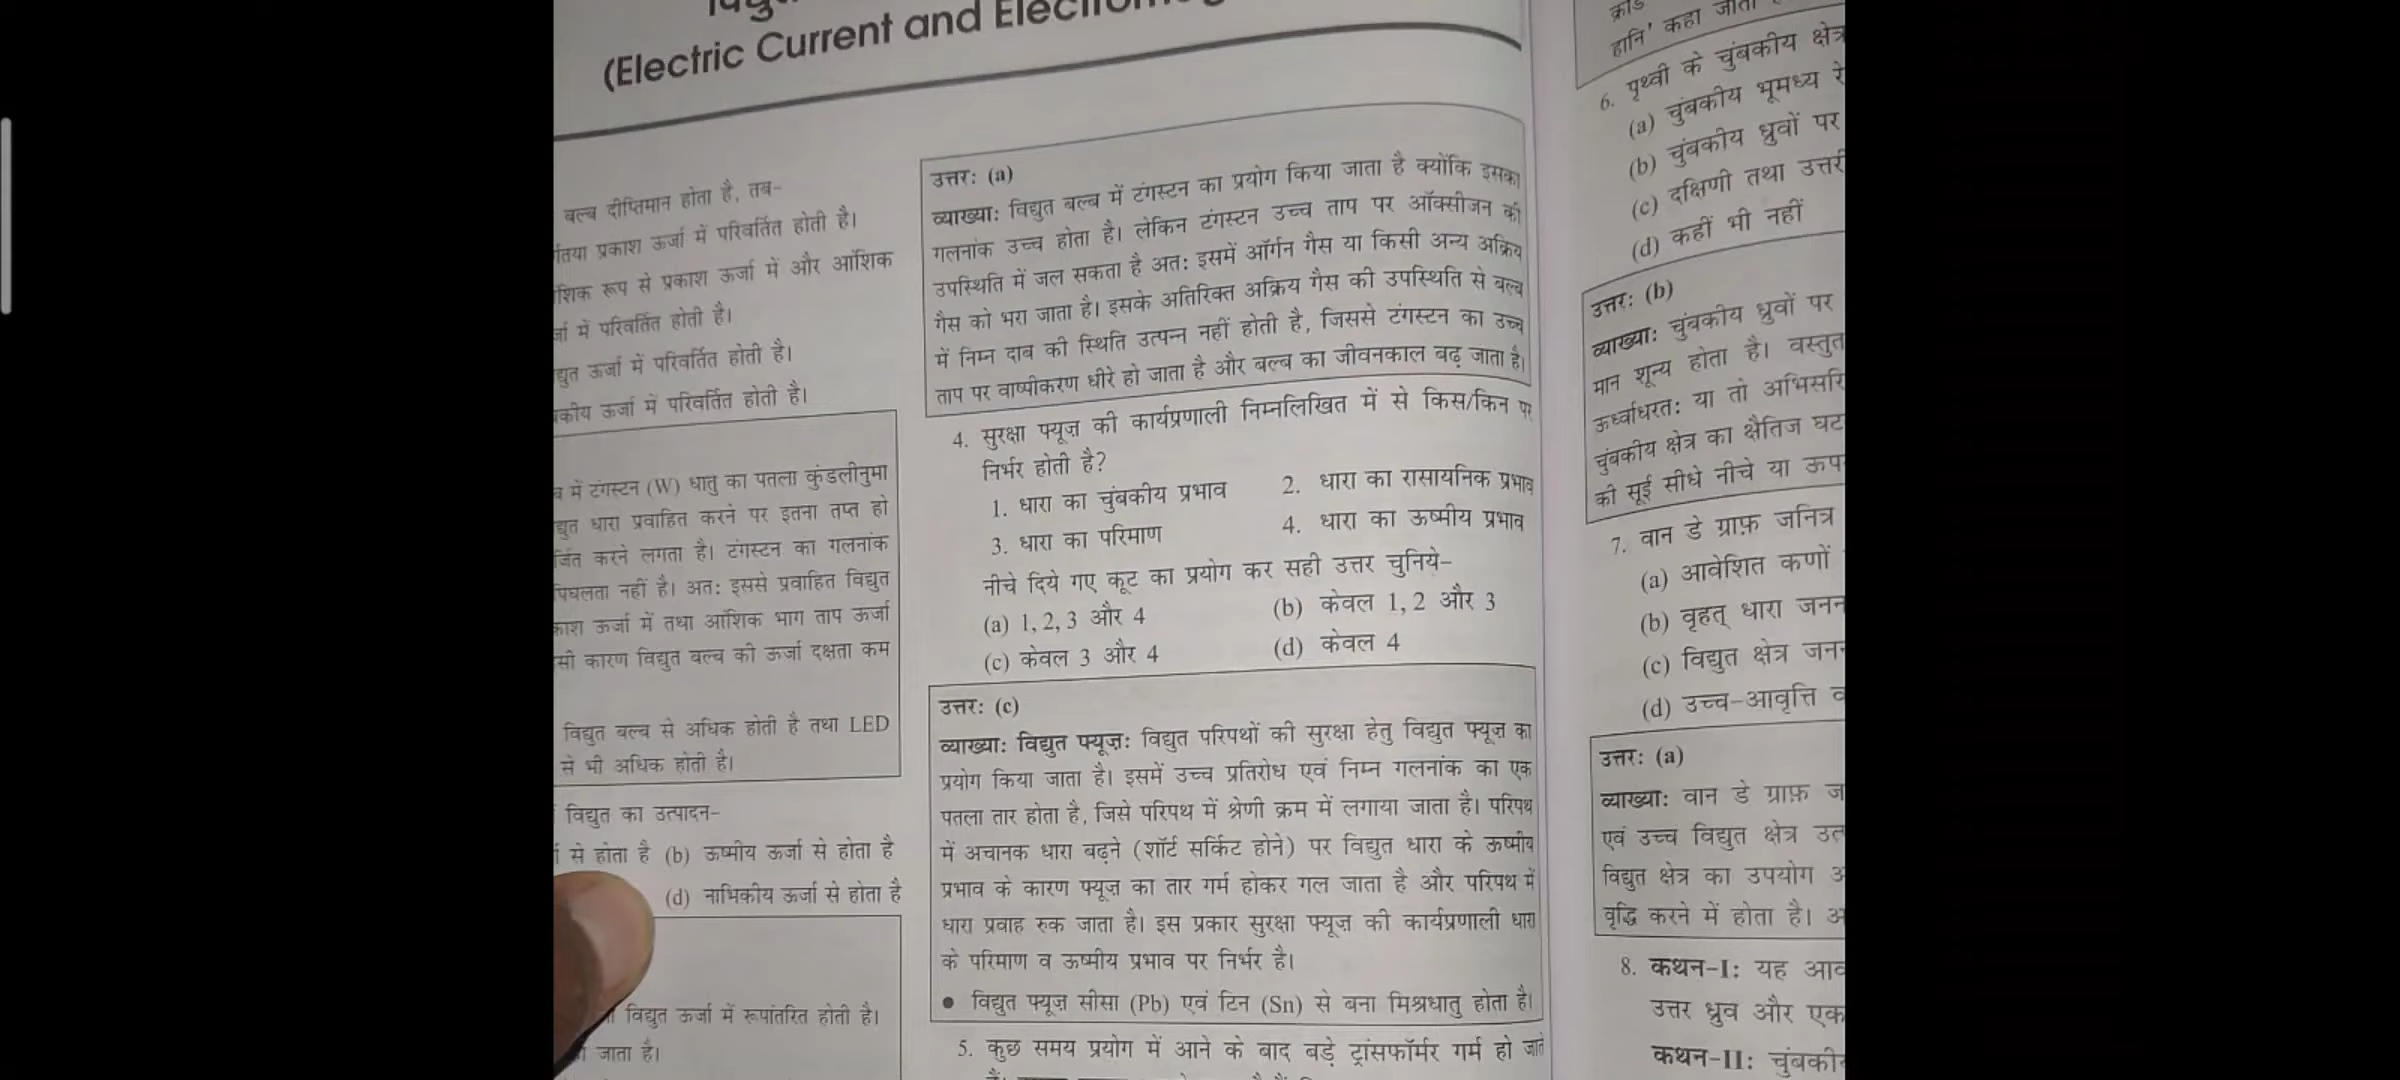 (Electric Current and
बल्ब दीप्तिमान होता है, तब-
प्रकाश ऊर्जा में परिवर्तित होती है।
रूप से प्रकाश ऊर्जा में और आंशिक
में परिवर्तित होती है।
ऊर्जा में परिवर्तित होती है।
ऊर्जा में परिवर्तित होती है।
में टंगस्टन (W) धातु का पतला कुंडलीनुमा
धारा प्रवाहित करने पर इतना तप्त हो
करने लगता है। टंगस्टन का गलनांक
नहीं है। अतः इससे प्रवाहित विद्युत
ऊर्जा में तथा आंशिक भाग ताप ऊर्जा
कारण विद्युत बल्ब की ऊर्जा दक्षता कम
विद्युत बल्ब से अधिक होती है तथा LED
से भी अधिक होती है।
विद्युत का उत्पादन-
से होता है (b) ऊष्मीय ऊर्जा से होता है
(d) नाभिकीय ऊर्जा से होता है
विद्युत ऊर्जा में रूपांतरित होती है।
जाता है।
उत्तरः (a)
व्याख्याः विद्युत बल्ब में टंगस्टन का प्रयोग किया जाता है क्योंकि इसका
गलनांक उच्च होता है। लेकिन टंगस्टन उच्च ताप पर ऑक्सीजन की
उपस्थिति में जल सकता है अतः इसमें ऑर्गन गैस या किसी अन्य अक्रिय
गैस को भरा जाता है। इसके अतिरिक्त अक्रिय गैस की उपस्थिति से बल्ब
में निम्न दाब की स्थिति उत्पन्न नहीं होती है, जिससे टंगस्टन का उच्च
ताप पर वाष्पीकरण धीरे हो जाता है और बल्ब का जीवनकाल बढ़ जाता है।
4. सुरक्षा फ्यूज़ की कार्यप्रणाली निम्नलिखित में से किस/किन पर
निर्भर होती है?
1. धारा का चुंबकीय प्रभाव 2. धारा का रासायनिक प्रभाव
3. धारा का परिमाण 4. धारा का ऊष्मीय प्रभाव
नीचे दिये गए कूट का प्रयोग कर सही उत्तर चुनिये-
(a) 1, 2, 3 और 4 (b) केवल 1, 2 और 3
(c) केवल 3 और 4 (d) केवल 4
उत्तरः (c)
व्याख्याः विद्युत फ्यूज़ः विद्युत परिपथों की सुरक्षा हेतु विद्युत फ्यूज़ का
प्रयोग किया जाता है। इसमें उच्च प्रतिरोध एवं निम्न गलनांक का एक
पतला तार होता है, जिसे परिपथ में श्रेणी क्रम में लगाया जाता है। परिपथ
में अचानक धारा बढ़ने (शॉर्ट सर्किट होने) पर विद्युत धारा के ऊष्मीय
प्रभाव के कारण फ्यूज़ का तार गर्म होकर गल जाता है और परिपथ में
धारा प्रवाह रुक जाता है। इस प्रकार सुरक्षा फ्यूज़ की कार्यप्रणाली धारा
के परिमाण व ऊष्मीय प्रभाव पर निर्भर है।
• विद्युत फ्यूज़ सीसा (Pb) एवं टिन (Sn) से बना मिश्रधातु होता है।
5. कुछ समय प्रयोग में आने के बाद बड़े ट्रांसफॉर्मर गर्म हो जाते
हानि' कहा जाता
6. पृथ्वी के चुंबकीय क्षेत्र
(a) चुंबकीय भूमध्य
(b) चुंबकीय ध्रुवों पर
(c) दक्षिणी तथा उत्तरी
(d) कहीं भी नहीं
उत्तरः (b)
व्याख्याः चुंबकीय ध्रुवों पर
मान शून्य होता है।
ऊर्ध्वाधरतः या तो
चुंबकीय क्षेत्र का क्षैतिज
की सूई सीधे नीचे या
7. वान डे ग्राफ़ जनित्र
(a) आवेशित कणों
(b) वृहत् धारा
(c) विद्युत क्षेत्र
(d) उच्च-आवृत्ति
उत्तरः (a)
व्याख्याः वान डे ग्राफ़
एवं उच्च विद्युत क्षेत्र
विद्युत क्षेत्र का उपयोग
वृद्धि करने में होता है।
8. कथन-I: यह
उत्तर ध्रुव और एक
कथन-II: